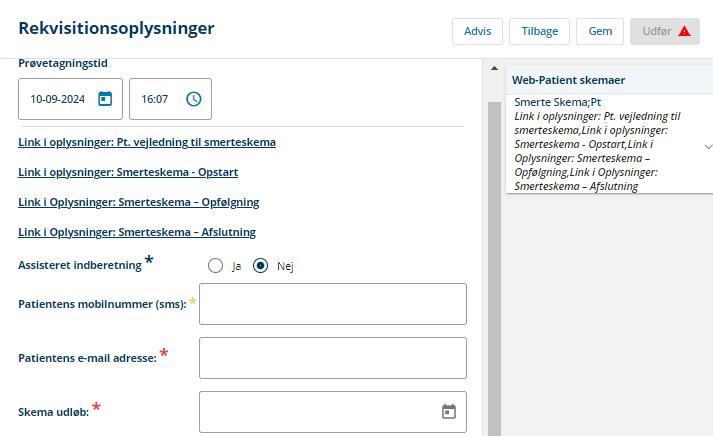 Rekvisitionsoplysninger
Advis
Tilbage
Gem
Udfør
Prøvetagningstid
10-09-2024
16:07
Link i oplysninger: Pt. vejledning til smerteskema
Link i oplysninger: Smerteskema - Opstart
Link i Oplysninger: Smerteskema – Opfølgning
Link i Oplysninger: Smerteskema – Afslutning
Assisteret indberetning *
Ja
Nej
Patientens mobilnummer (sms): *
Patientens e-mail adresse: *
Skema udløb: *
Web-Patient skemaer
Smerte Skema;Pt
Link i oplysninger: Pt. vejledning til
smerteskema,Link i oplysninger:
Smerteskema - Opstart,Link i
Oplysninger: Smerteskema –
Opfølgning,Link i Oplysninger:
Smerteskema – Afslutning